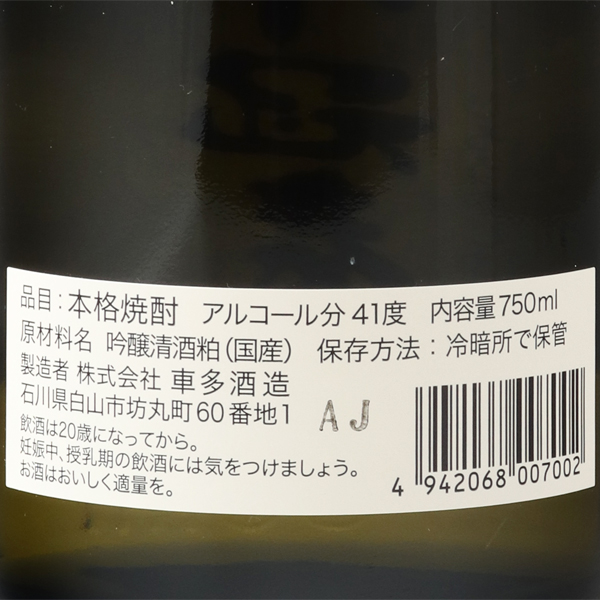 品目：本格焼酎　アルコール分 41度　内容量 750ml
原材料名　吟醸清酒粕（国産）　保存方法：冷暗所で保管
製造者 株式会社 車多酒造
石川県白山市坊丸町60番地1
AJ
飲酒は20歳になってから。
妊娠中、授乳期の飲酒には気をつけましょう。
お酒はおいしく適量を。
4 942068 007002